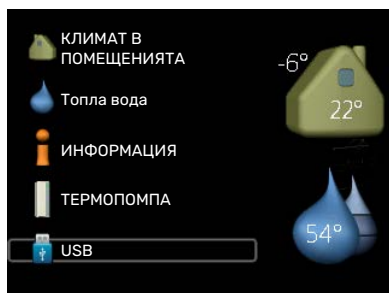 КЛИМАТ В
ПОМЕЩЕНИЯТА
-6°
22°
Топла вода
ИНФОРМАЦИЯ
ТЕРМОПОМПА
54°
USB